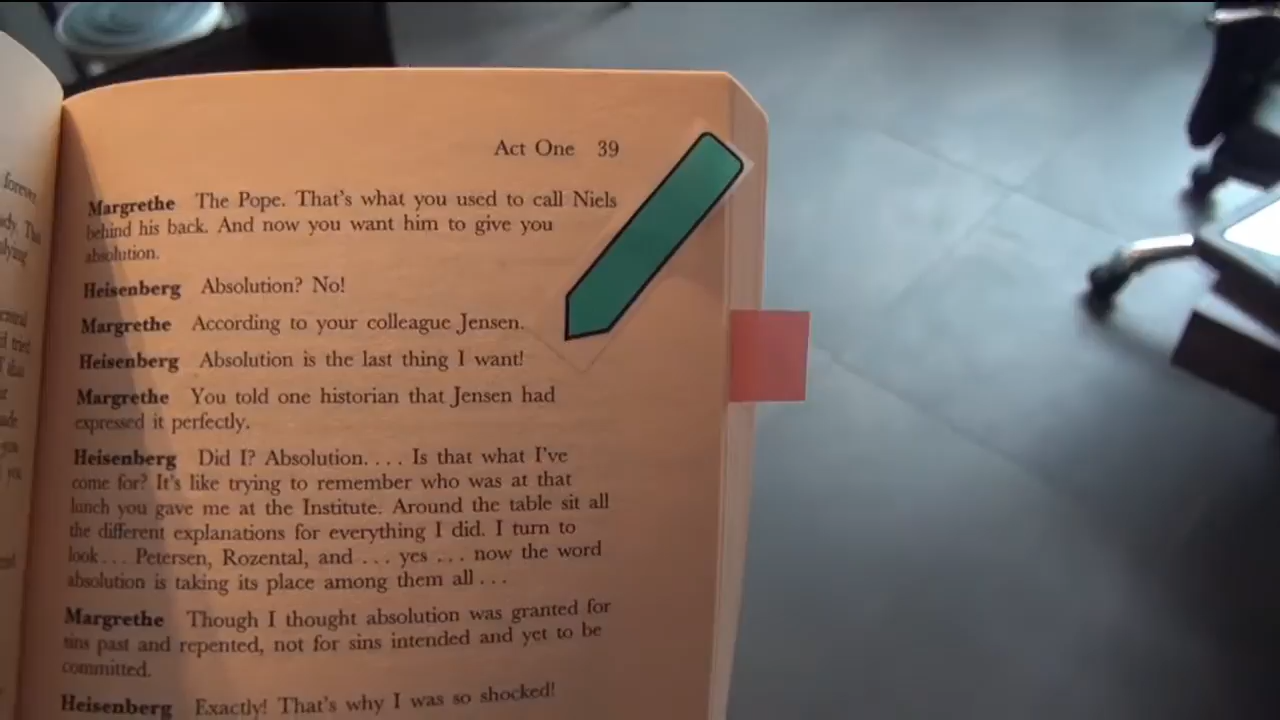 forever.
Act One 39
Margrethe The Pope. That's what you used to call Niels
behind his back. And now you want him to give you
absolution.
Heisenberg Absolution? No!
Margrethe According to your colleague Jensen.
Heisenberg Absolution is the last thing I want!
Margrethe You told one historian that Jensen had
expressed it perfectly.
Heisenberg Did I? Absolution. . . . Is that what I've
come for? It's like trying to remember who was at that
lunch you gave me at the Institute. Around the table sit all
the different explanations for everything I did. I turn to
look . . . Petersen, Rozental, and . . . yes . . . now the word
absolution is taking its place among them all . . .
Margrethe Though I thought absolution was granted for
sins past and repented, not for sins intended and yet to be
committed.
Heisenberg Exactly! That's why I was so shocked!